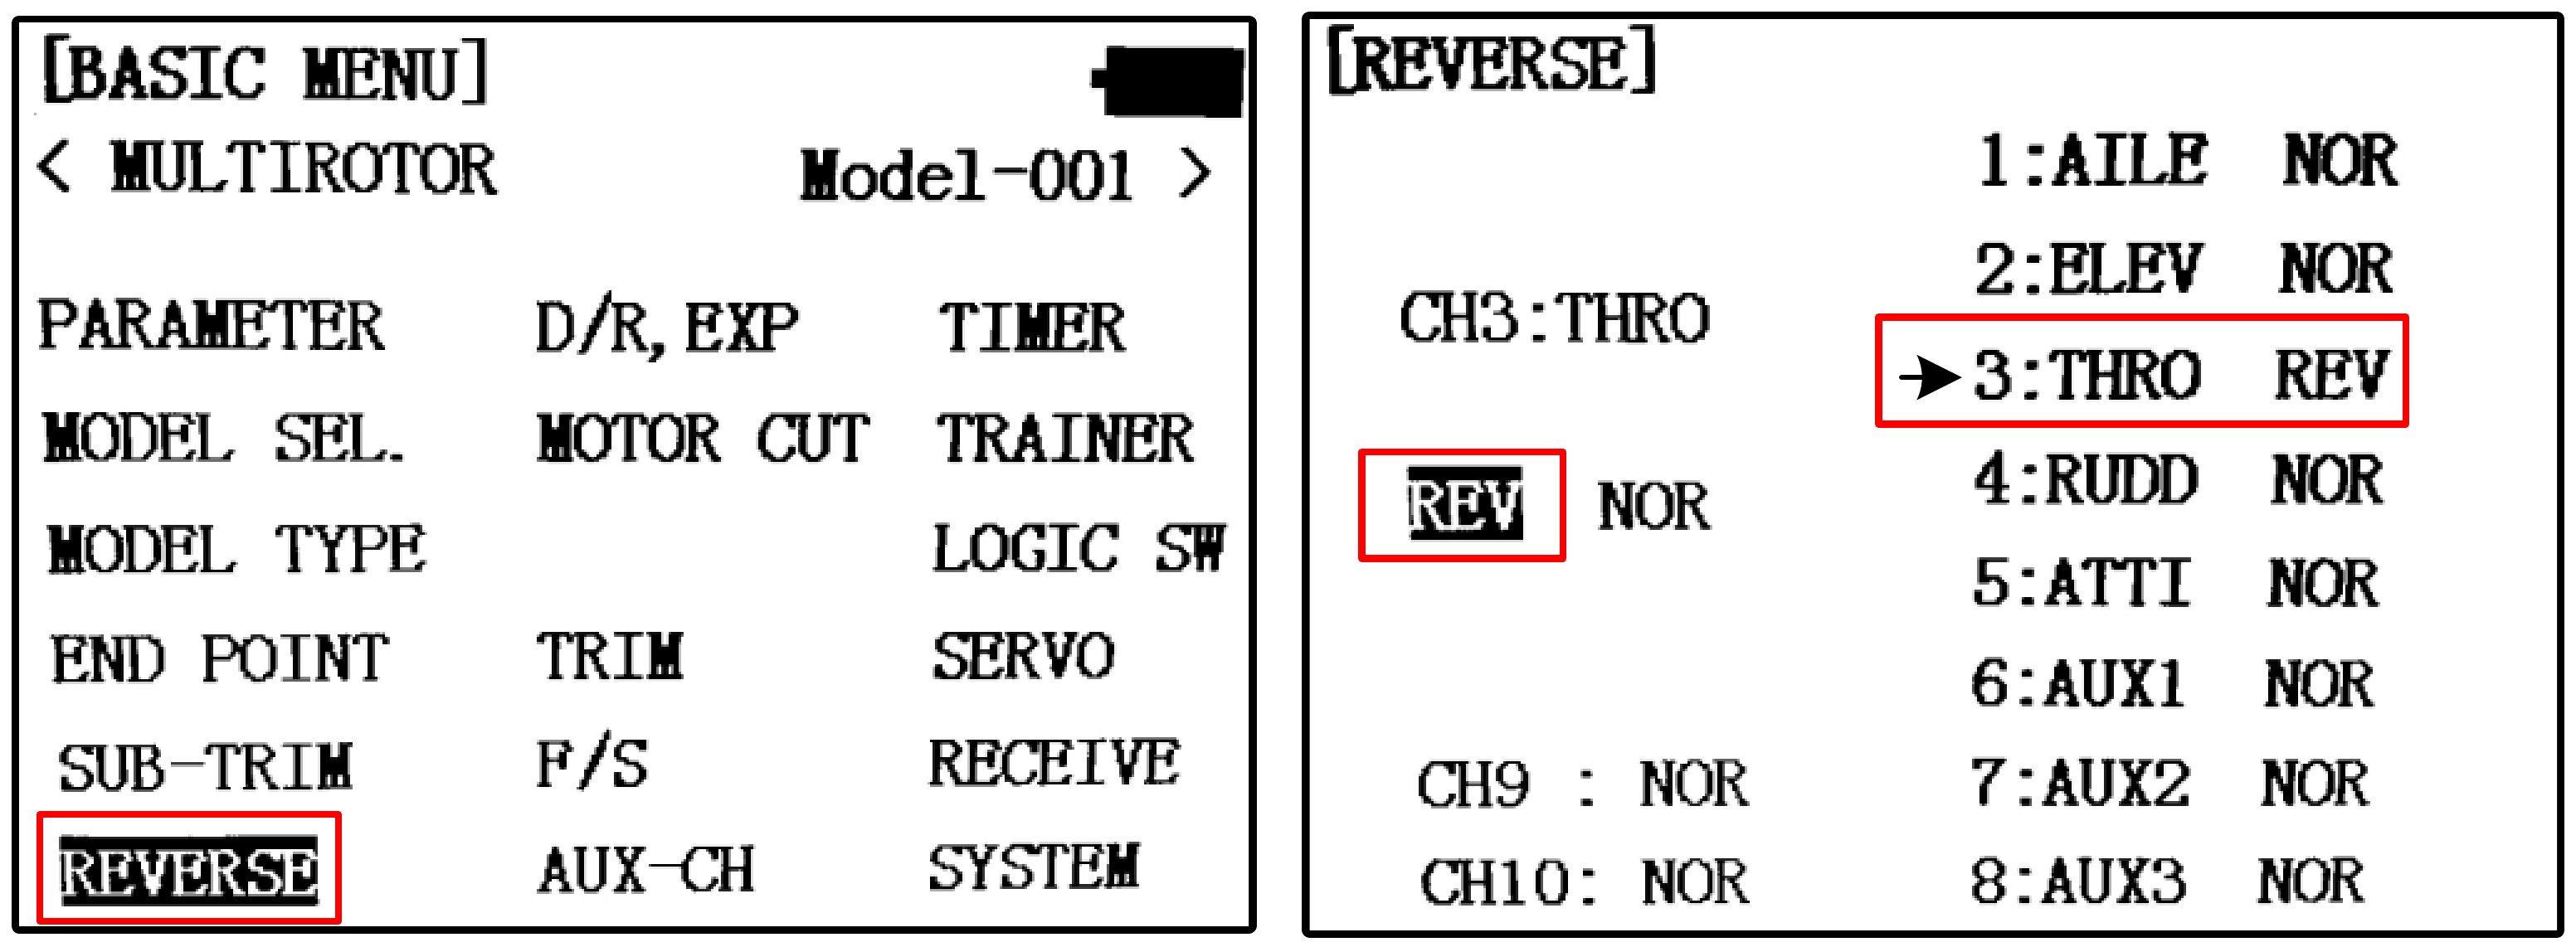 [BASIC MENU]
< MULTIROTOR Model-001 >
PARAMETER D/R,EXP TIMER
MODEL SEL. MOTOR CUT TRAINER
MODEL TYPE LOGIC SW
END POINT TRIM SERVO
SUB-TRIM F/S RECEIVE
REVERSE AUX-CH SYSTEM
[REVERSE]
1:AILE NOR
2:ELEV NOR
CH3:THRO
3:THRO REV
REV NOR
4:RUDD NOR
5:ATTI NOR
6:AUX1 NOR
CH9 : NOR
7:AUX2 NOR
CH10: NOR
8:AUX3 NOR